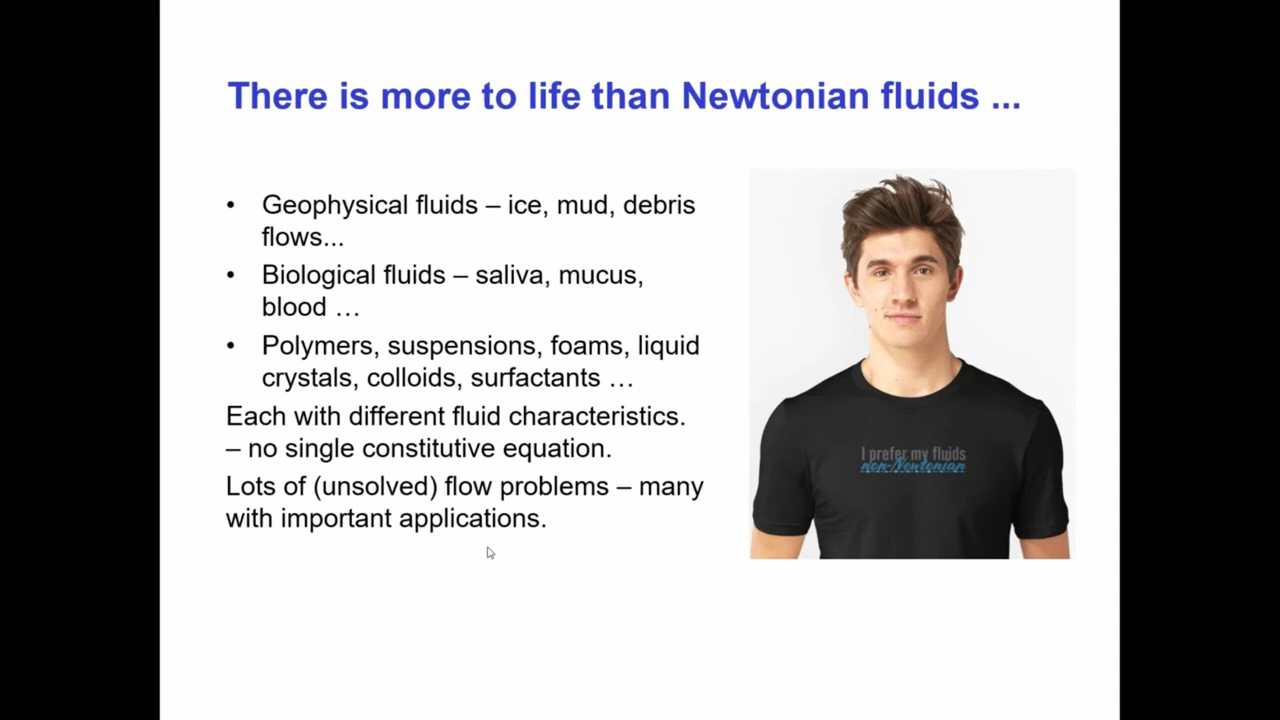 There is more to life than Newtonian fluids ...
• Geophysical fluids – ice, mud, debris
flows...
• Biological fluids – saliva, mucus,
blood …
• Polymers, suspensions, foams, liquid
crystals, colloids, surfactants …
Each with different fluid characteristics.
– no single constitutive equation.
Lots of (unsolved) flow problems – many
with important applications.
I prefer my fluids
non-Newtonian